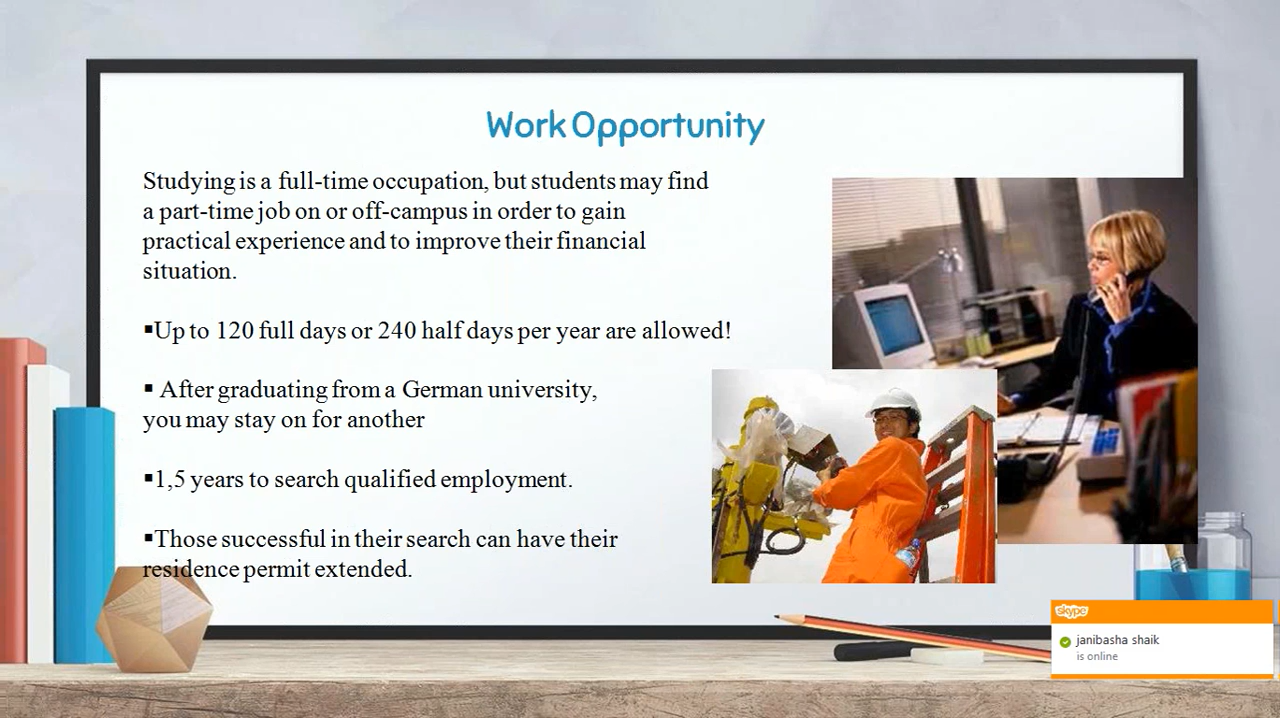 Work Opportunity
Studying is a full-time occupation, but students may find
a part-time job on or off-campus in order to gain
practical experience and to improve their financial
situation.
▪Up to 120 full days or 240 half days per year are allowed!
▪ After graduating from a German university,
you may stay on for another
▪1,5 years to search qualified employment.
▪Those successful in their search can have their
residence permit extended.
skype
janibasha shaik
is online